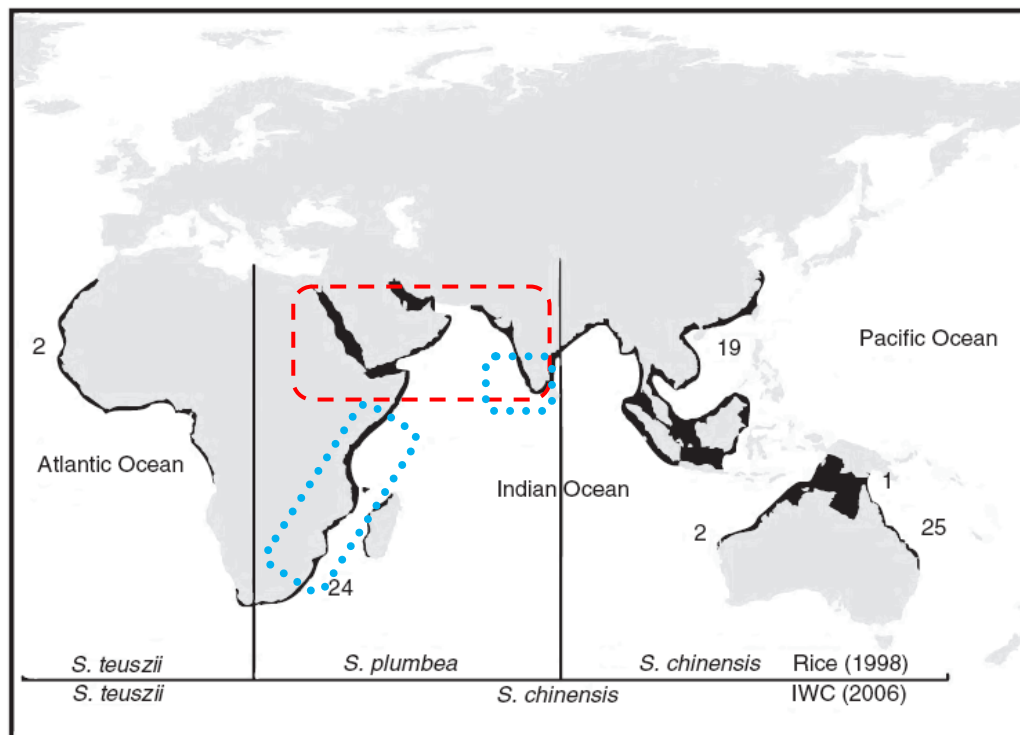 2
19
Pacific Ocean
Atlantic Ocean
Indian Ocean
1
2
25
24
S. teuszii S. plumbea S. chinensis Rice (1998)
S. teuszii S. chinensis IWC (2006)